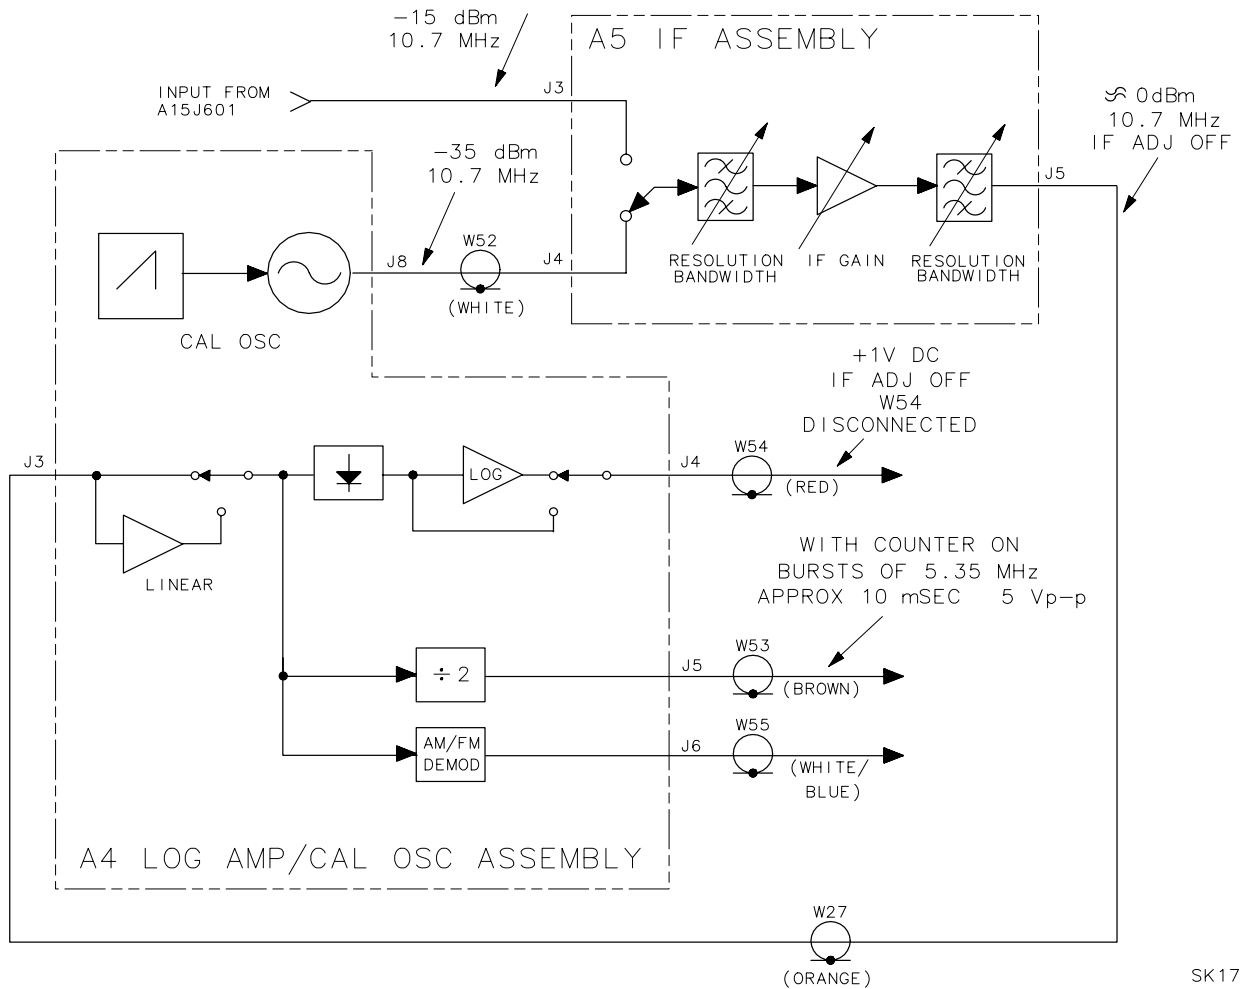 -15 dBm
10.7 MHz
A5 IF ASSEMBLY
INPUT FROM
A15J601
J3
≈ 0dBm
10.7 MHz
IF ADJ OFF
-35 dBm
10.7 MHz
J5
W52
J8
J4
(WHITE)
RESOLUTION
BANDWIDTH
IF GAIN
RESOLUTION
BANDWIDTH
CAL OSC
+1V DC
IF ADJ OFF
W54
DISCONNECTED
J3
LOG
J4
W54
(RED)
LINEAR
WITH COUNTER ON
BURSTS OF 5.35 MHz
APPROX 10 mSEC 5 Vp-p
÷ 2
J5
W53
(BROWN)
AM/FM
DEMOD
J6
W55
(WHITE/
BLUE)
A4 LOG AMP/CAL OSC ASSEMBLY
W27
(ORANGE)
SK17